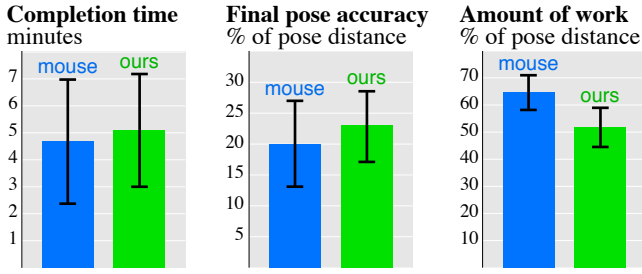 Completion time
minutes
7
6
5
4
3
2
1
mouse
ours
Final pose accuracy
% of pose distance
30
25
20
15
10
5
mouse
ours
Amount of work
% of pose distance
70
60
50
40
30
20
10
mouse
ours